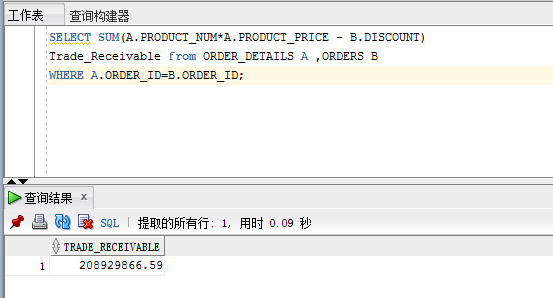 工作表 查询构建器
SELECT SUM(A.PRODUCT_NUM*A.PRODUCT_PRICE - B.DISCOUNT)
Trade_Receivable from ORDER_DETAILS A ,ORDERS B
WHERE A.ORDER_ID=B.ORDER_ID;
查询结果 x
SQL | 提取的所有行: 1, 用时 0.09 秒
TRADE_RECEIVABLE
1 208929866.59